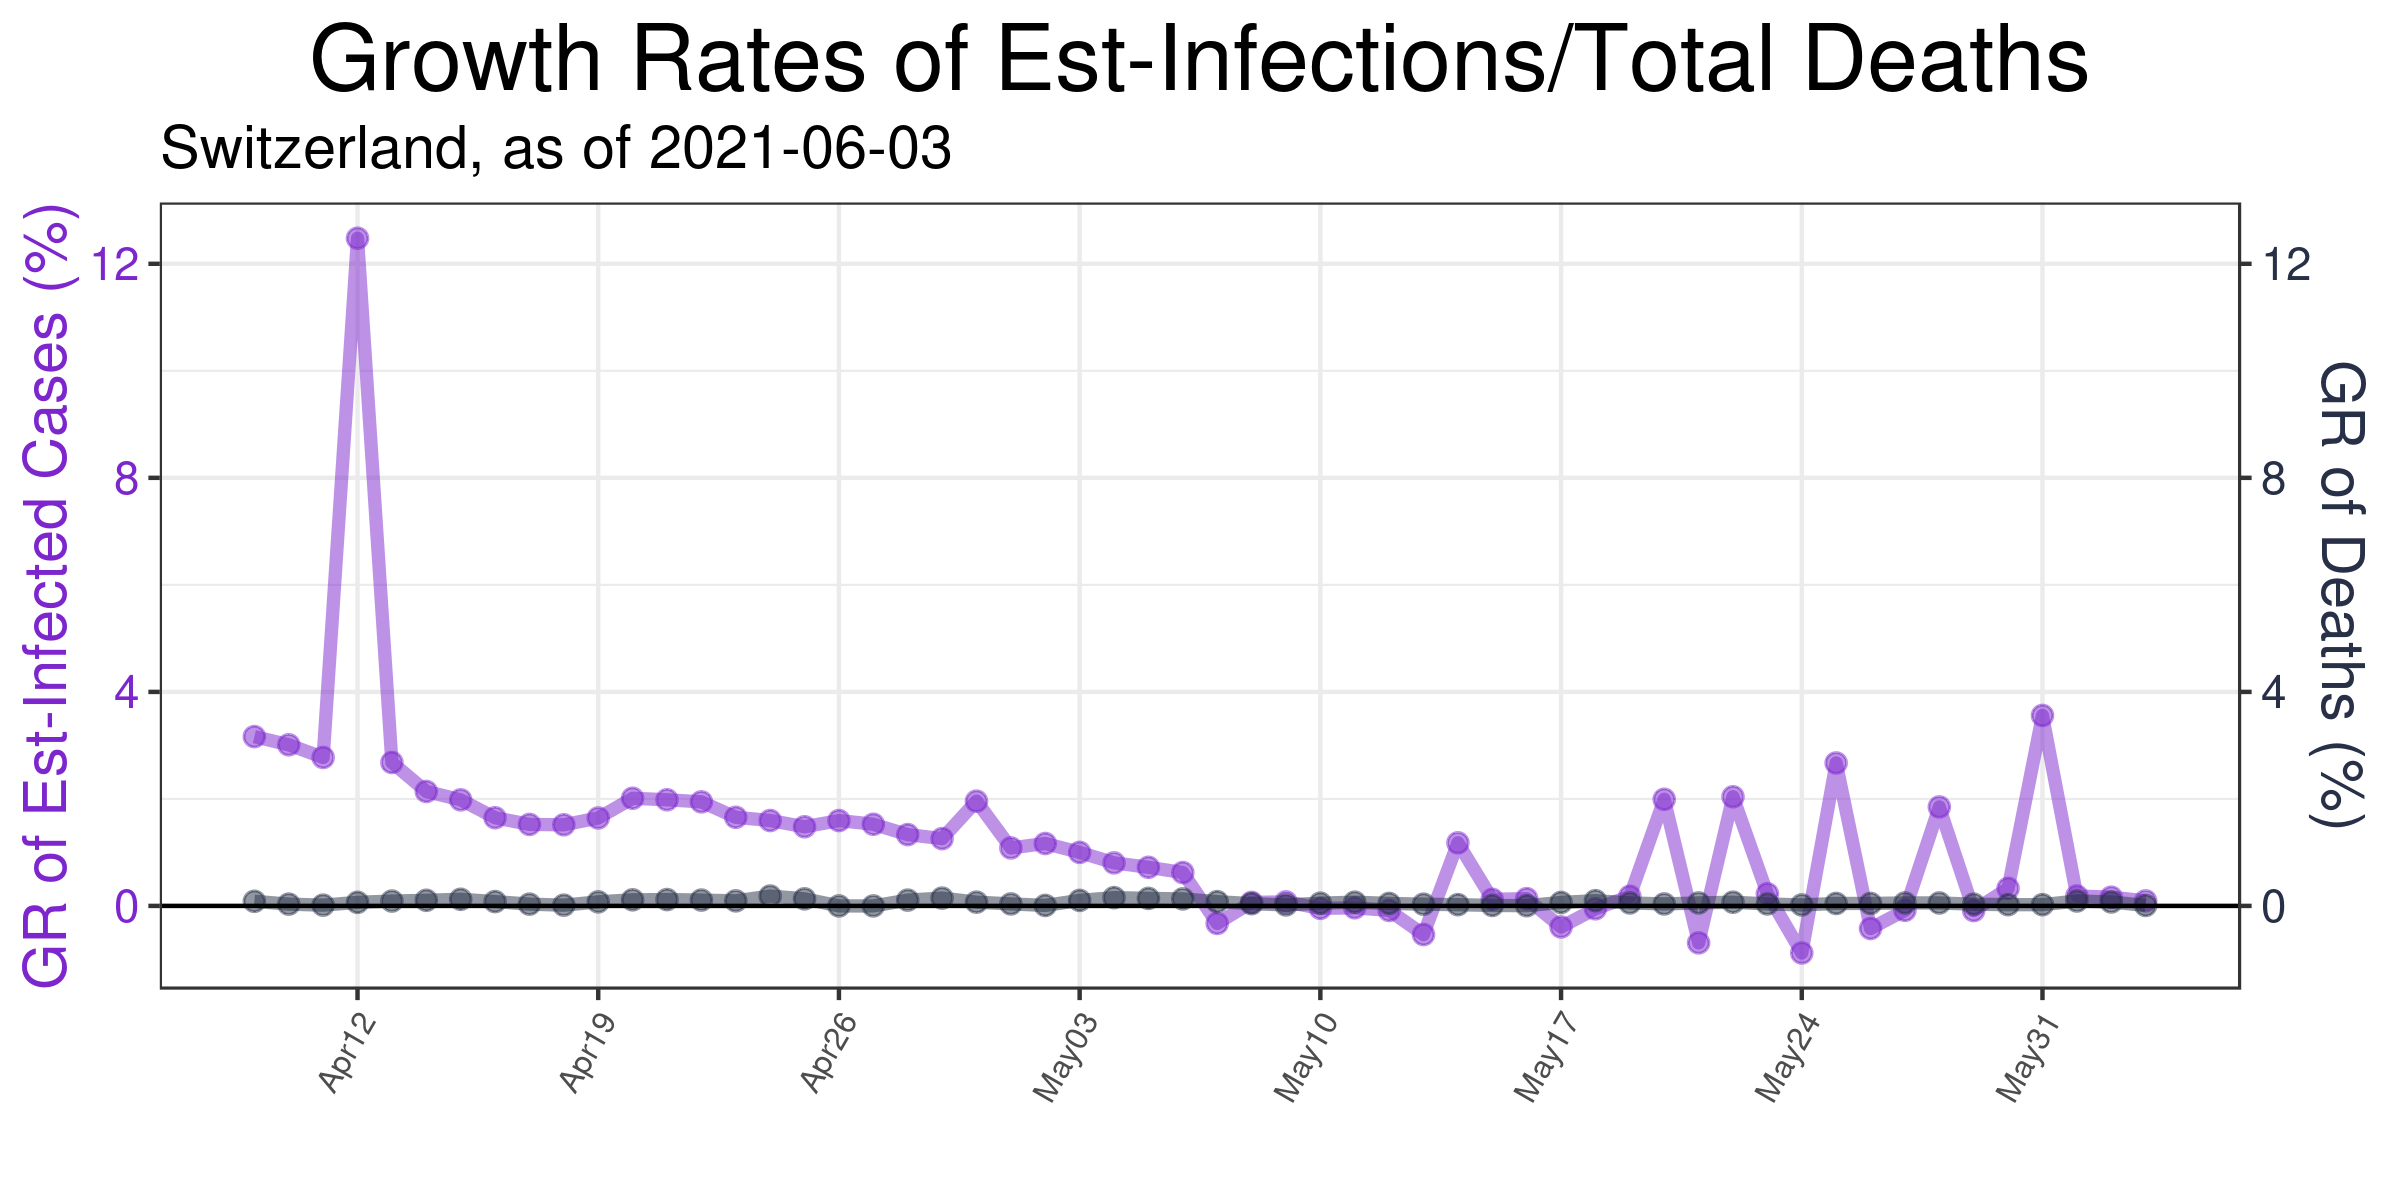 Growth Rates of Est-Infections/Total Deaths
Switzerland, as of 2021-06-03
GR of Est-Infected Cases (%)
12
8
4
0
12
8
4
0
GR of Deaths (%)
Apr12
Apr19
Apr26
May03
May10
May17
May24
May31